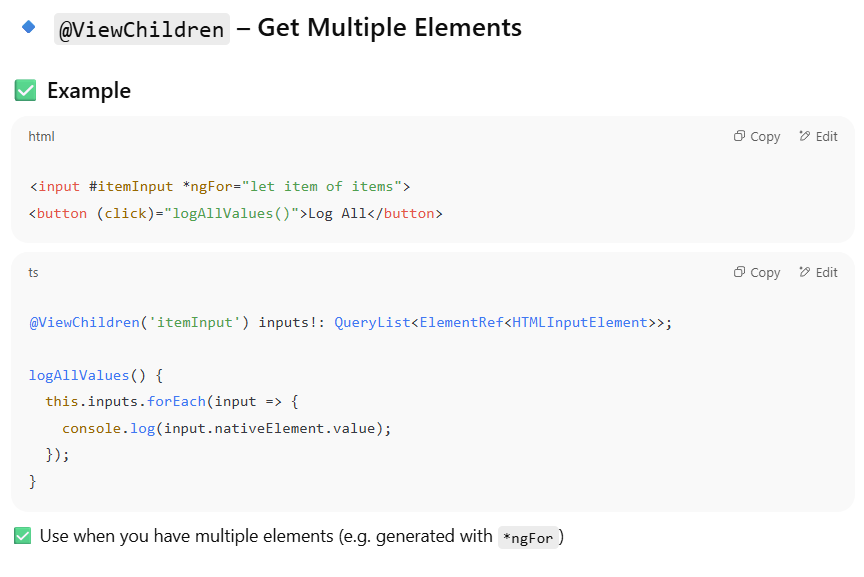 @ViewChildren – Get Multiple Elements
Example
html
Copy
Edit
<input #itemInput *ngFor="let item of items">
<button (click)="logAllValues()">Log All</button>
ts
Copy
Edit
@ViewChildren('itemInput') inputs!: QueryList<ElementRef<HTMLInputElement>>;
logAllValues() {
  this.inputs.forEach(input => {
    console.log(input.nativeElement.value);
  });
}
Use when you have multiple elements (e.g. generated with *ngFor)